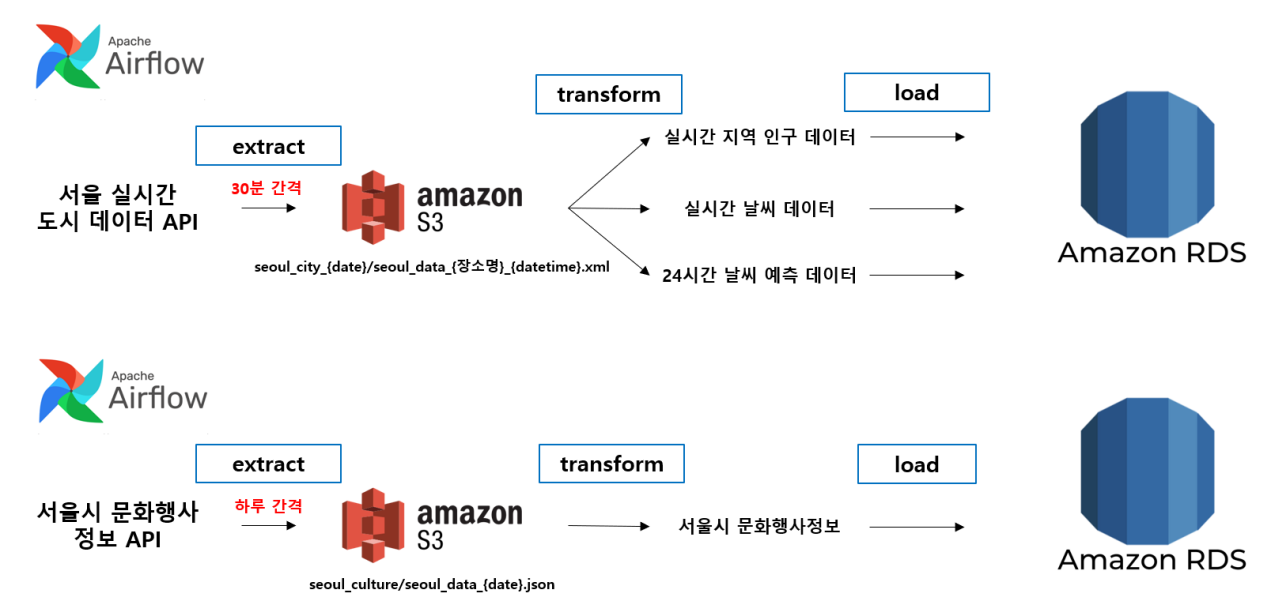 Apache
Airflow
transform
load
extract
실시간 지역 인구 데이터
30분 간격
서울 실시간
도시 데이터 API
amazon
S3
실시간 날씨 데이터
Amazon RDS
seoul_city_{date}/seoul_data_{장소명}_{datetime}.xml
24시간 날씨 예측 데이터
Apache
Airflow
extract
transform
load
하루 간격
서울시 문화행사
정보 API
amazon
S3
서울시 문화행사정보
Amazon RDS
seoul_culture/seoul_data_{date}.json